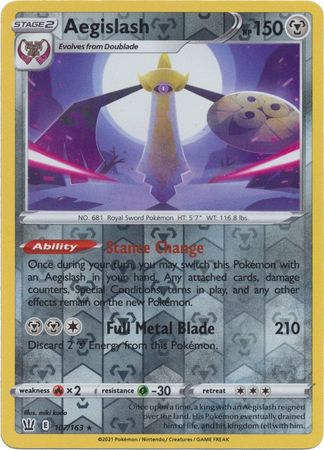 STAGE2 Aegislash HP 150
Evolves from Doublade
NO. 681 Royal Sword Pokémon HT: 5'7" WT: 116.8 lbs.
Ability Stance Change
Once during your turn, you may switch this Pokémon with
an Aegislash in your hand. Any attached cards, damage
counters, Special Conditions, turns in play, and any other
effects remain on the new Pokémon.
Full Metal Blade 210
Discard 2 Energy from this Pokémon.
weakness ×2 resistance -30 retreat
Illus. miki kudo
E 107/163 ★
Once upon a time, a king with an Aegislash reigned
over the land. His Pokémon eventually drained
him of life, and his kingdom fell with him.
©2021 Pokémon / Nintendo / Creatures / GAME FREAK